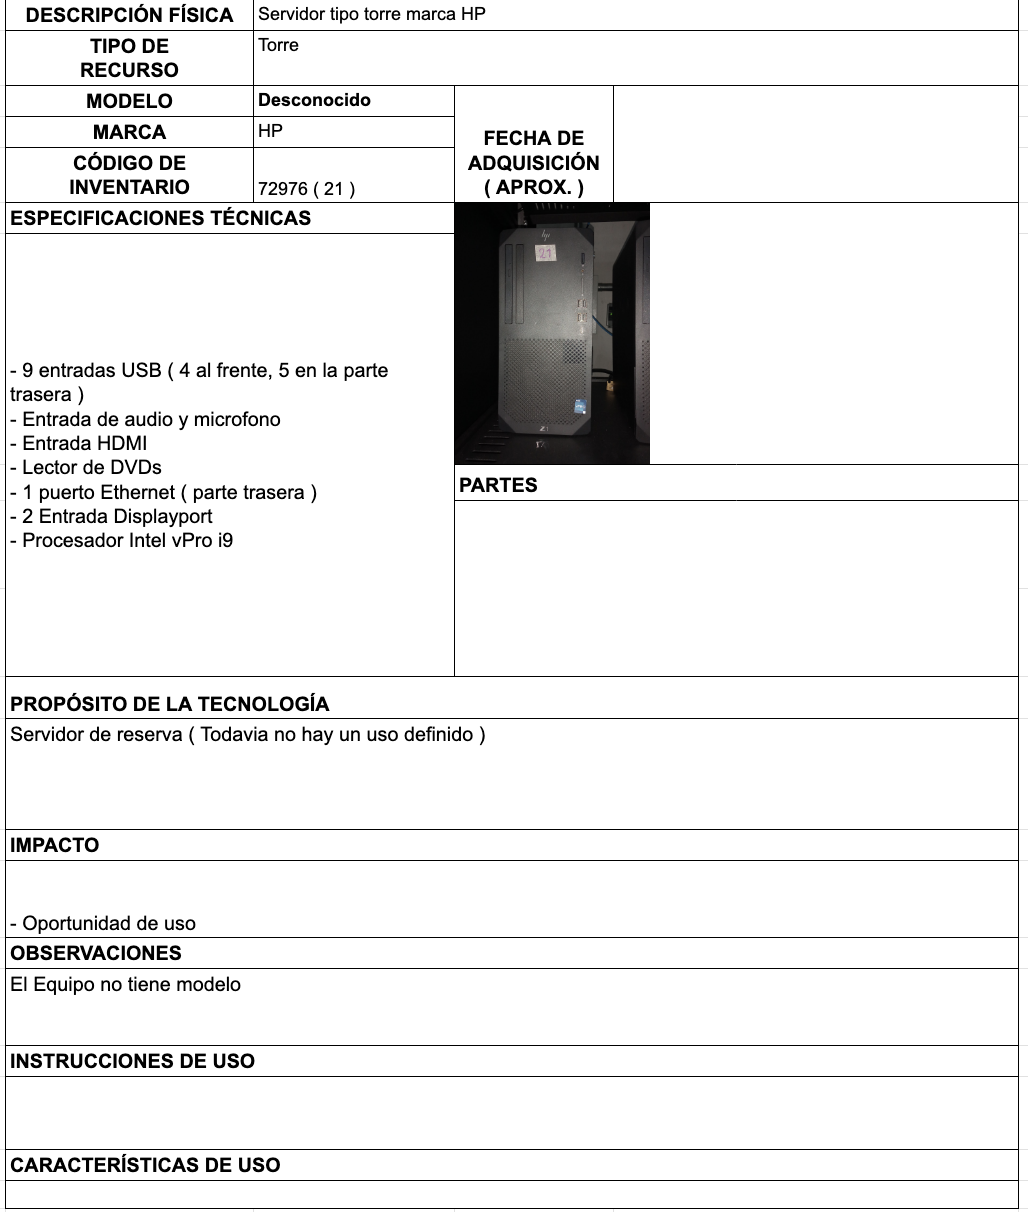 DESCRIPCIÓN FÍSICA Servidor tipo torre marca HP
TIPO DE
RECURSO
Torre
MODELO Desconocido
MARCA HP
CÓDIGO DE
INVENTARIO
72976 ( 21 )
FECHA DE
ADQUISICIÓN
( APROX. )
ESPECIFICACIONES TÉCNICAS
- 9 entradas USB ( 4 al frente, 5 en la parte
trasera )
- Entrada de audio y microfono
- Entrada HDMI
- Lector de DVDs
- 1 puerto Ethernet ( parte trasera )
- 2 Entrada Displayport
- Procesador Intel vPro i9
hp
21
Z1
PARTES
PROPÓSITO DE LA TECNOLOGÍA
Servidor de reserva ( Todavia no hay un uso definido )
IMPACTO
- Oportunidad de uso
OBSERVACIONES
El Equipo no tiene modelo
INSTRUCCIONES DE USO
CARACTERÍSTICAS DE USO